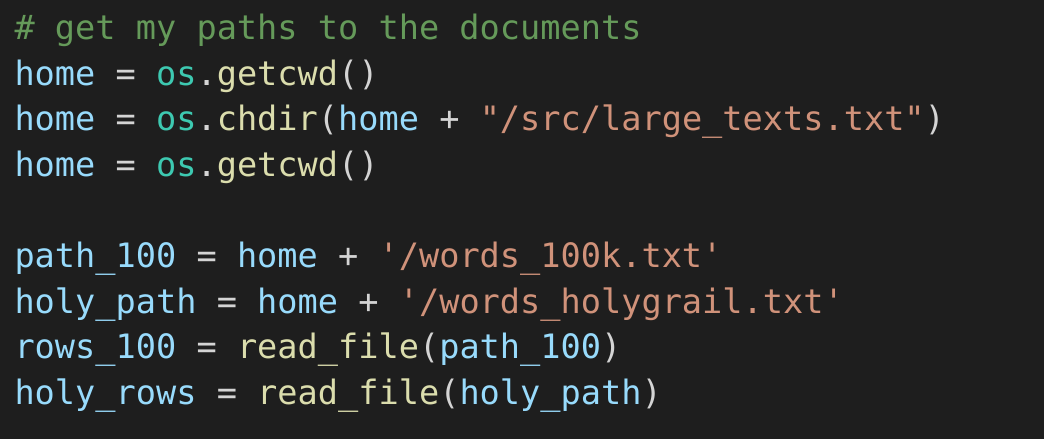 # get my paths to the documents
home = os.getcwd()
home = os.chdir(home + "/src/large_texts.txt")
home = os.getcwd()
path_100 = home + '/words_100k.txt'
holy_path = home + '/words_holygrail.txt'
rows_100 = read_file(path_100)
holy_rows = read_file(holy_path)